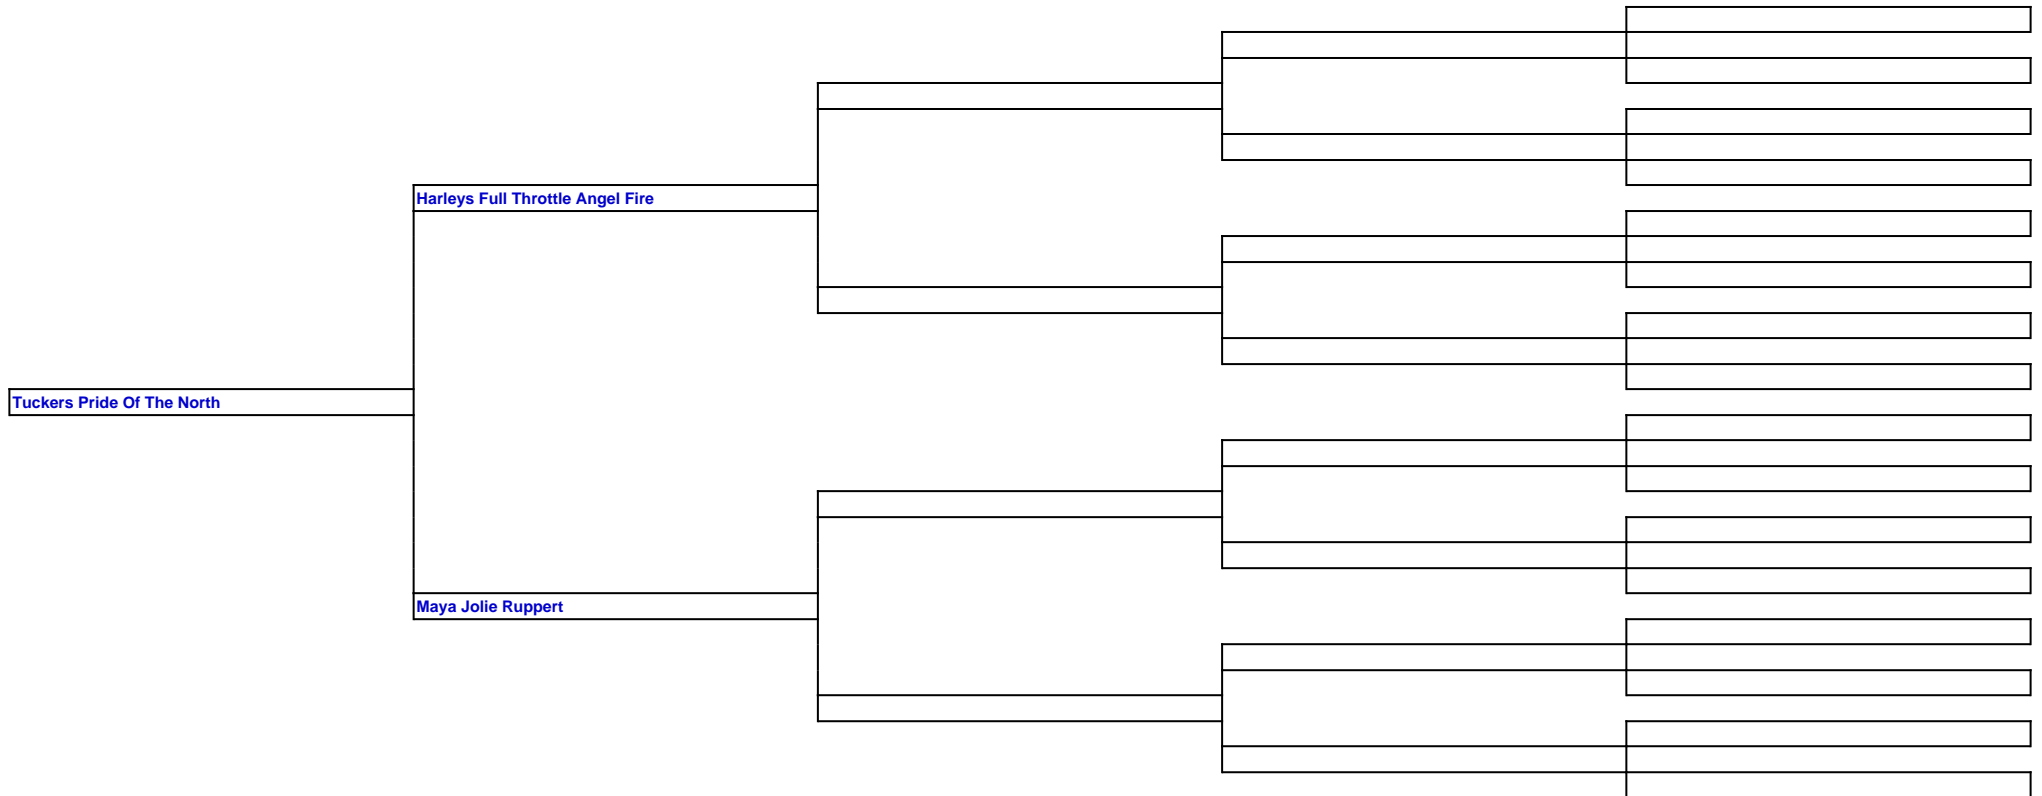 Harleys Full Throttle Angel Fire
Tuckers Pride Of The North
Maya Jolie Ruppert